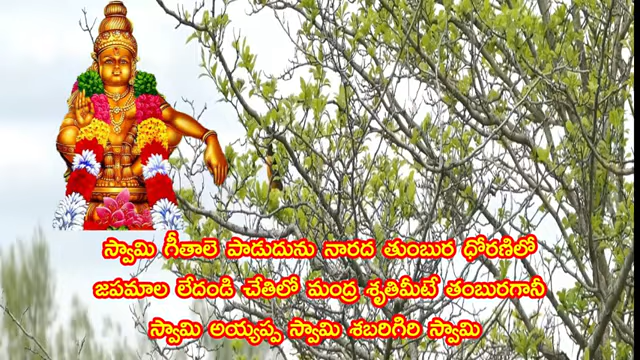 స్వామి గీతాలె పాడుదును నారద తుంబుర ధోరణిలో
జపమాల లేదండి చేతిలో మంద్ర శృతిమీటే తంబురగానీ
స్వామి అయ్యప్ప స్వామి శబరిగిరి స్వామి